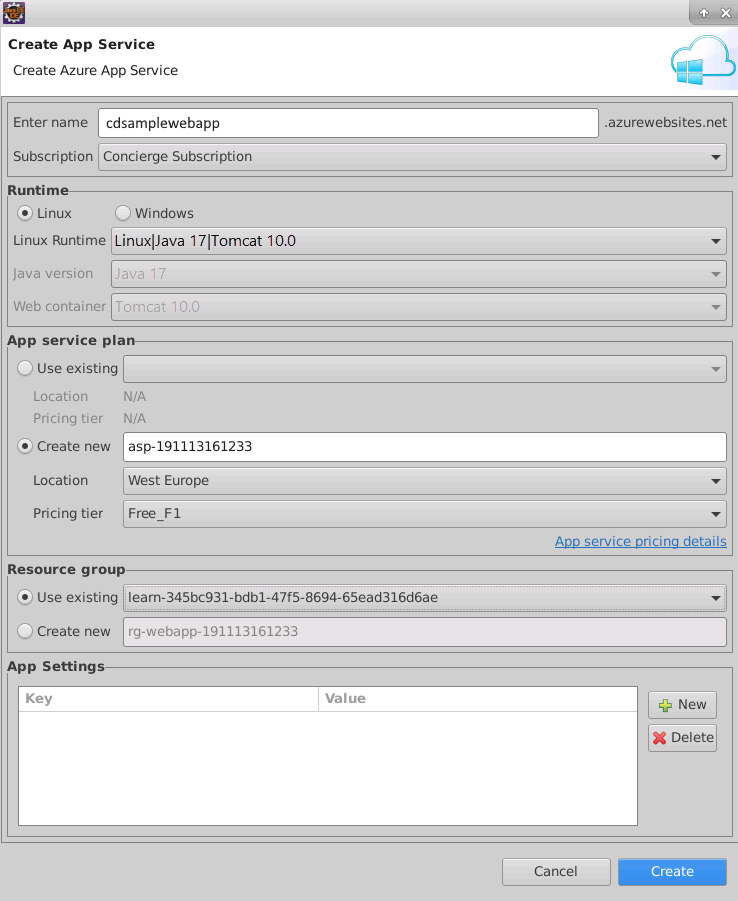 Create App Service
Create Azure App Service
Enter name cdsamplewebapp .azurewebsites.net
Subscription Concierge Subscription
Runtime
Linux Windows
Linux Runtime Linux|Java 17|Tomcat 10.0
Java version Java 17
Web container Tomcat 10.0
App service plan
Use existing
Location N/A
Pricing tier N/A
Create new asp-191113161233
Location West Europe
Pricing tier Free_F1
App service pricing details
Resource group
Use existing learn-345bc931-bdb1-47f5-8694-65ead316d6ae
Create new rg-webapp-191113161233
App Settings
Key Value
New
Delete
Cancel Create